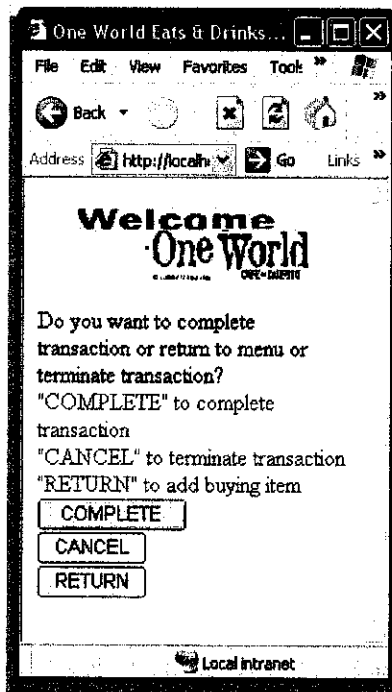 One World Eats & Drinks...
File Edit View Favorites Tools »
Back »
Address http://localh Go Links »
Welcome
One World
Do you want to complete
transaction or return to menu or
terminate transaction?
"COMPLETE" to complete
transaction
"CANCEL" to terminate transaction
"RETURN" to add buying item
COMPLETE
CANCEL
RETURN
Local intranet